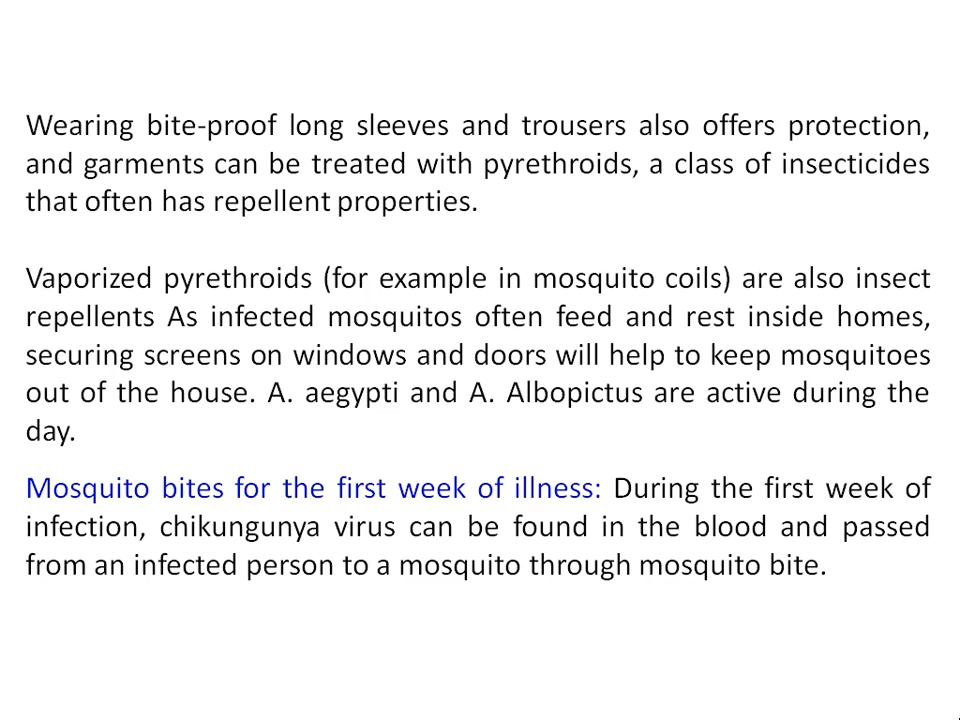 Wearing bite-proof long sleeves and trousers also offers protection,
and garments can be treated with pyrethroids, a class of insecticides
that often has repellent properties.
Vaporized pyrethroids (for example in mosquito coils) are also insect
repellents As infected mosquitos often feed and rest inside homes,
securing screens on windows and doors will help to keep mosquitoes
out of the house. A. aegypti and A. Albopictus are active during the
day.
Mosquito bites for the first week of illness: During the first week of
infection, chikungunya virus can be found in the blood and passed
from an infected person to a mosquito through mosquito bite.